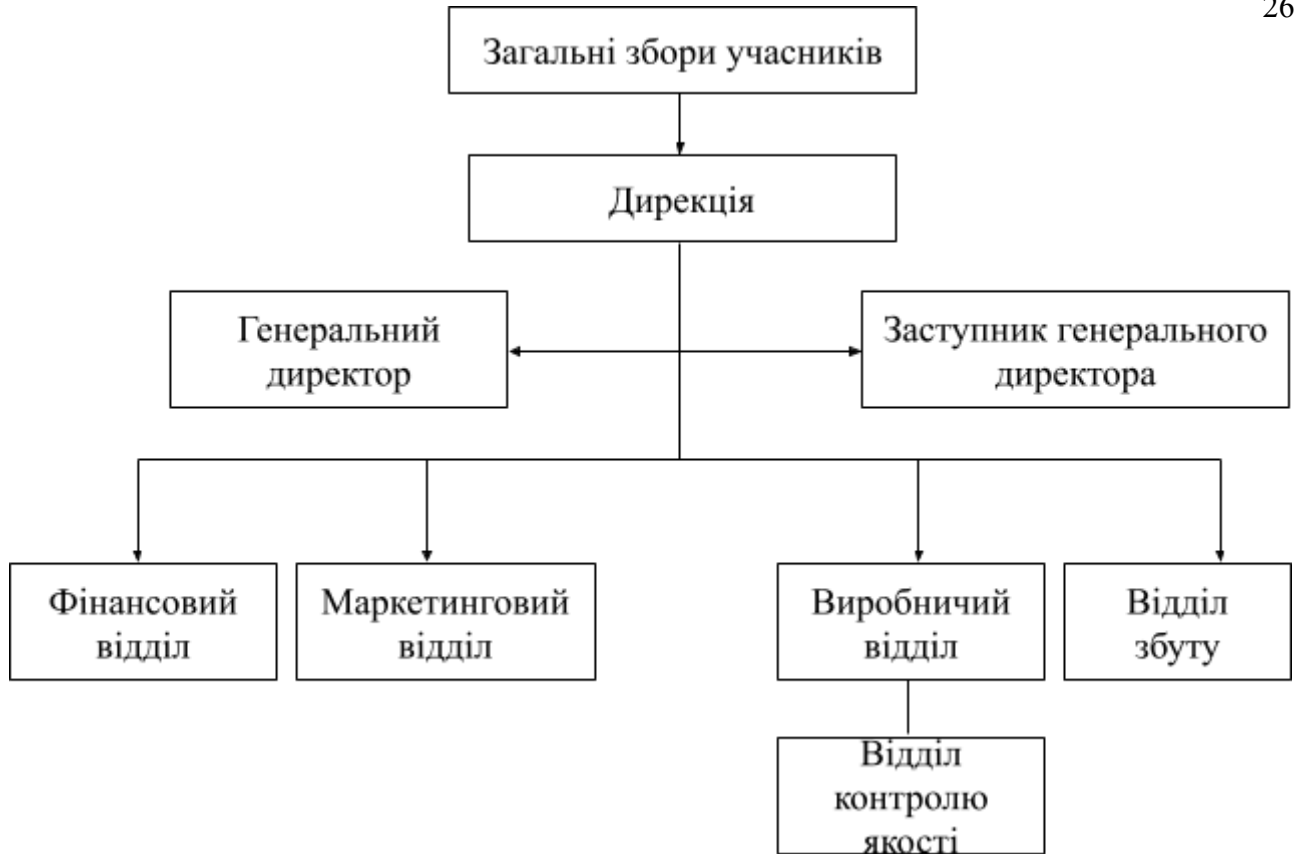 26
Загальні збори учасників
Дирекція
Генеральний
директор
Заступник генерального
директора
Фінансовий
відділ
Маркетинговий
відділ
Виробничий
відділ
Відділ
збуту
Відділ
контролю
якості